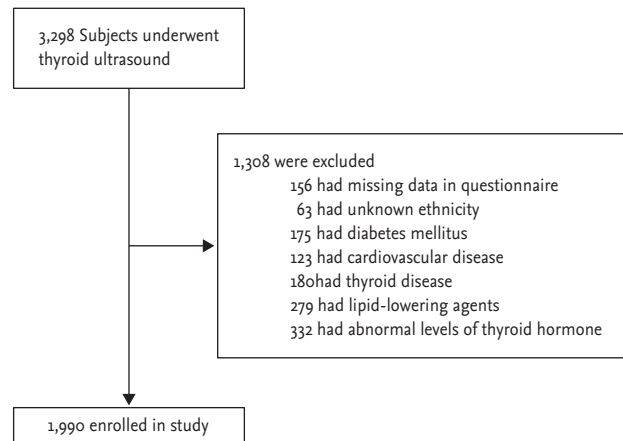 3,298 Subjects underwent
thyroid ultrasound
1,308 were excluded
156 had missing data in questionnaire
63 had unknown ethnicity
175 had diabetes mellitus
123 had cardiovascular disease
180had thyroid disease
279 had lipid-lowering agents
332 had abnormal levels of thyroid hormone
1,990 enrolled in study